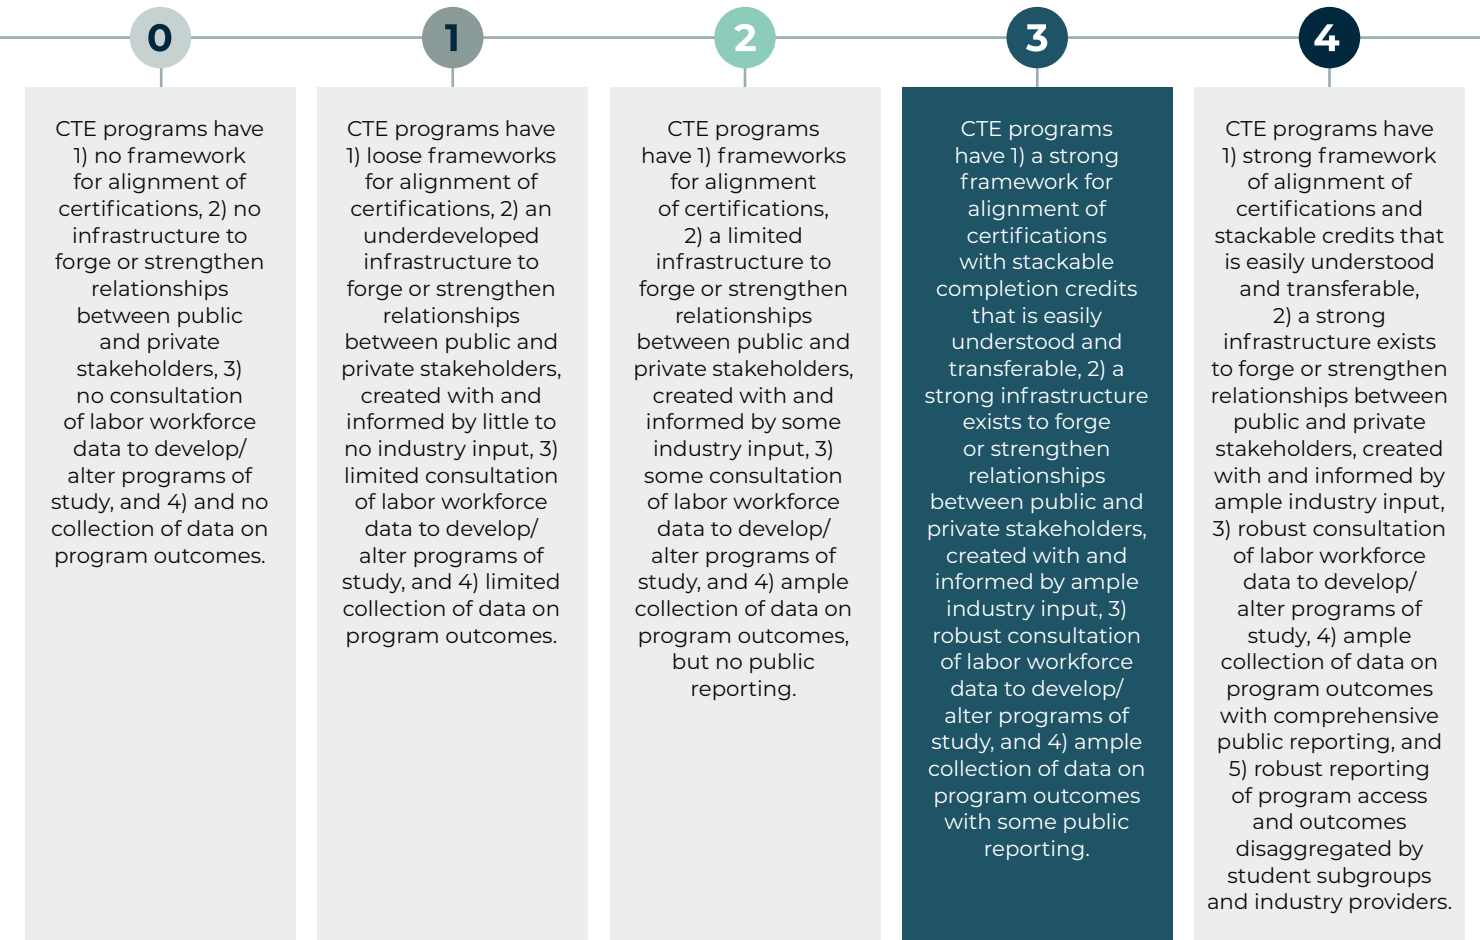 0
1
2
3
4
CTE programs have
1) no framework
for alignment of
certifications, 2) no
infrastructure to
forge or strengthen
relationships
between public
and private
stakeholders, 3)
no consultation
of labor workforce
data to develop/
alter programs of
study, and 4) and no
collection of data on
program outcomes.
CTE programs have
1) loose frameworks
for alignment of
certifications, 2) an
underdeveloped
infrastructure to
forge or strengthen
relationships
between public and
private stakeholders,
created with and
informed by little to
no industry input, 3)
limited consultation
of labor workforce
data to develop/
alter programs of
study, and 4) limited
collection of data on
program outcomes.
CTE programs
have 1) frameworks
for alignment
of certifications,
2) a limited
infrastructure to
forge or strengthen
relationships
between public and
private stakeholders,
created with and
informed by some
industry input, 3)
some consultation
of labor workforce
data to develop/
alter programs of
study, and 4) ample
collection of data on
program outcomes,
but no public
reporting.
CTE programs
have 1) a strong
framework for
alignment of
certifications
with stackable
completion credits
that is easily
understood and
transferable, 2) a
strong infrastructure
exists to forge
or strengthen
relationships
between public and
private stakeholders,
created with and
informed by ample
industry input, 3)
robust consultation
of labor workforce
data to develop/
alter programs of
study, and 4) ample
collection of data on
program outcomes
with some public
reporting.
CTE programs have
1) strong framework
of alignment of
certifications and
stackable credits that
is easily understood
and transferable,
2) a strong
infrastructure exists
to forge or strengthen
relationships between
public and private
stakeholders, created
with and informed by
ample industry input,
3) robust consultation
of labor workforce
data to develop/
alter programs of
study, 4) ample
collection of data on
program outcomes
with comprehensive
public reporting, and
5) robust reporting
of program access
and outcomes
disaggregated by
student subgroups
and industry providers.